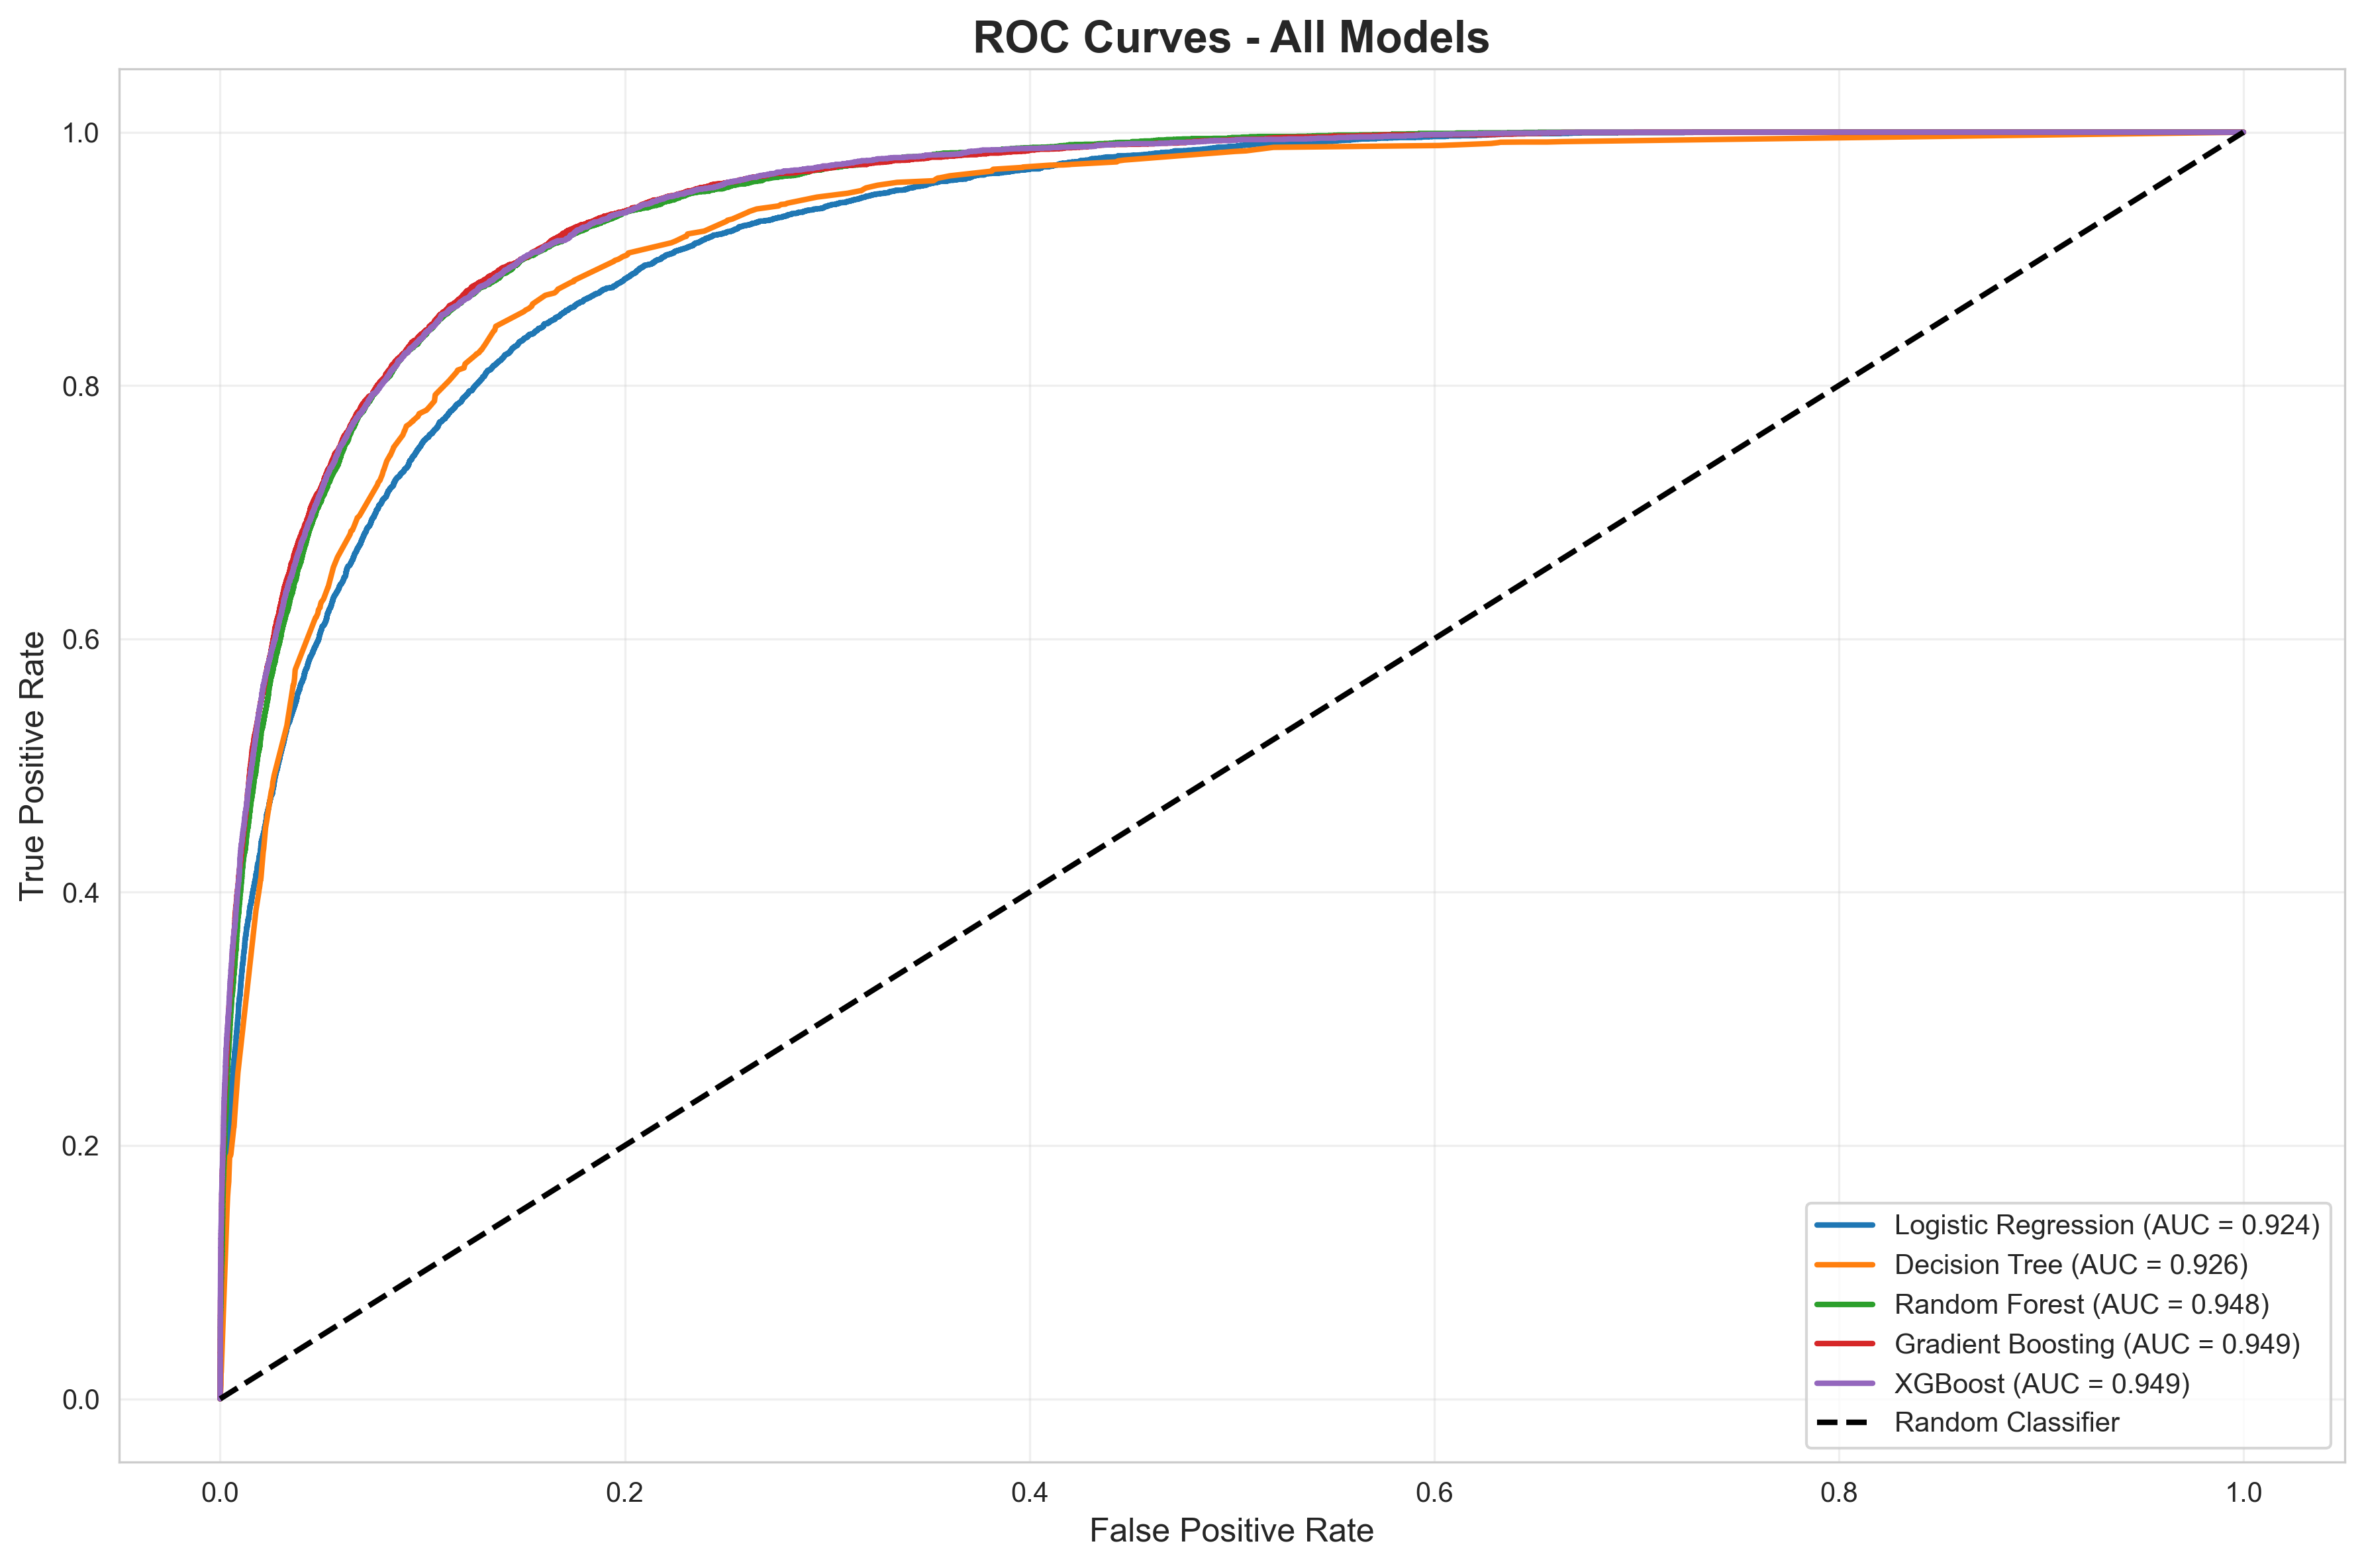 ROC Curves - All Models
True Positive Rate
1.0
0.8
0.6
0.4
0.2
0.0
0.0 0.2 0.4 0.6 0.8 1.0
False Positive Rate
Logistic Regression (AUC = 0.924)
Decision Tree (AUC = 0.926)
Random Forest (AUC = 0.948)
Gradient Boosting (AUC = 0.949)
XGBoost (AUC = 0.949)
Random Classifier